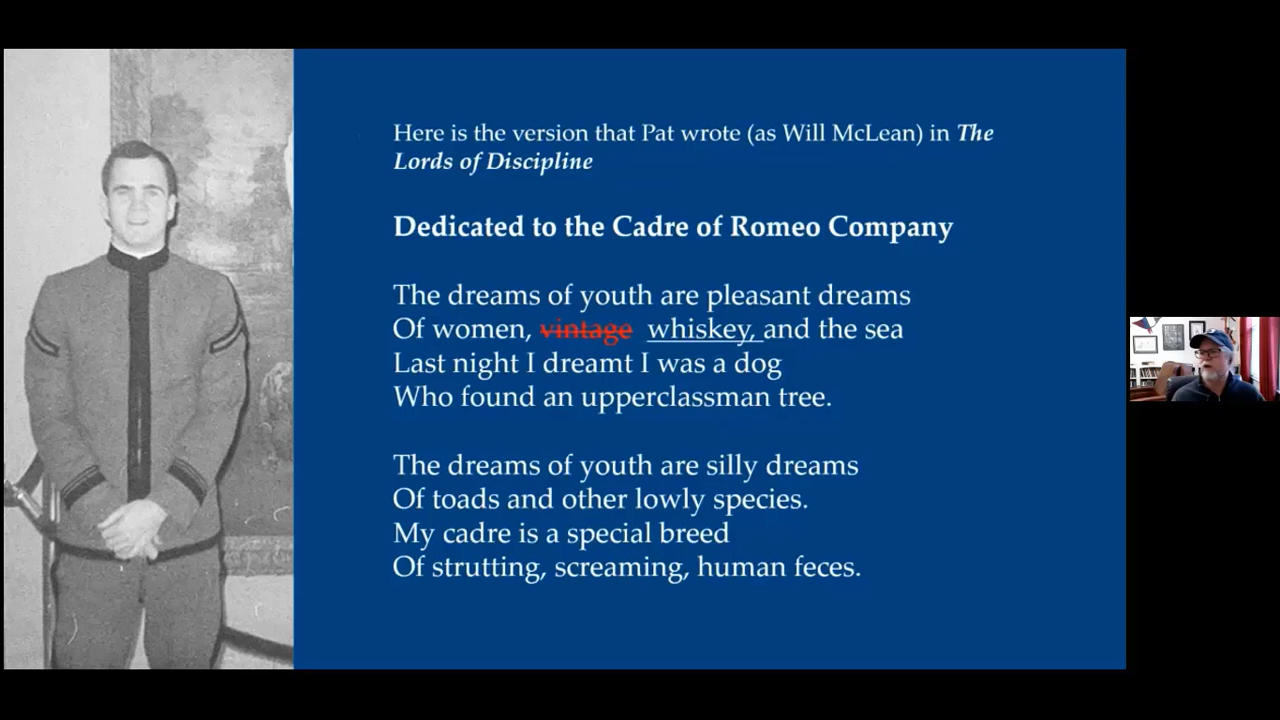 Here is the version that Pat wrote (as Will McLean) in The
Lords of Discipline
Dedicated to the Cadre of Romeo Company
The dreams of youth are pleasant dreams
Of women, vintage whiskey, and the sea
Last night I dreamt I was a dog
Who found an upperclassman tree.
The dreams of youth are silly dreams
Of toads and other lowly species.
My cadre is a special breed
Of strutting, screaming, human feces.